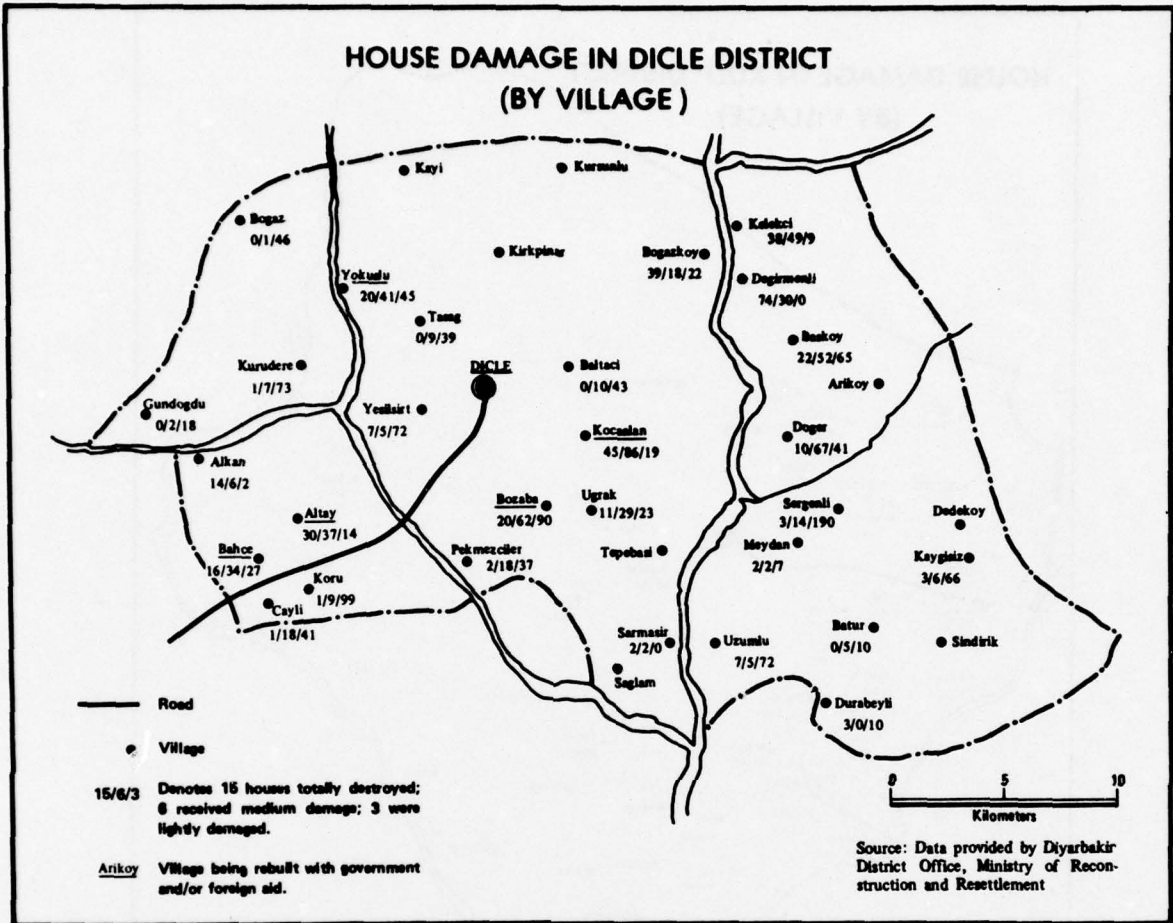 HOUSE DAMAGE IN DICLE DISTRICT
(BY VILLAGE)
Kayi
Kursunlu
Bogaz
0/1/46
Kelekci
38/49/9
Kirkpinar
Bogazkoy
39/18/22
Yokuslu
20/41/45
Degirmenli
74/30/0
Tasag
0/9/39
Baskoy
22/52/65
Kurudere
1/7/73
DICLE
Baltaci
0/10/43
Arikoy
Gundogdu
0/2/18
Yesilsirt
7/5/72
Kocaslan
45/86/19
Doger
10/67/41
Alkan
14/6/2
Bozaba
20/62/90
Ugrak
11/29/23
Sergenli
3/14/190
Dedekoy
Altay
30/37/14
Meydan
2/2/7
Bahce
16/34/27
Pekmezciler
2/18/37
Tepebasi
Kaygisiz
3/6/66
Koru
1/9/99
Cayli
1/18/41
Sarmasir
2/2/0
Uzumlu
7/5/72
Batur
0/5/10
Sindirik
Saglam
Durabeyli
3/0/10
Road
Village
15/6/3 Denotes 15 houses totally destroyed;
6 received medium damage; 3 were
lightly damaged.
Arikoy Village being rebuilt with government
and/or foreign aid.
0 5 10
Kilometers
Source: Data provided by Diyarbakir
District Office, Ministry of Recon-
struction and Resettlement